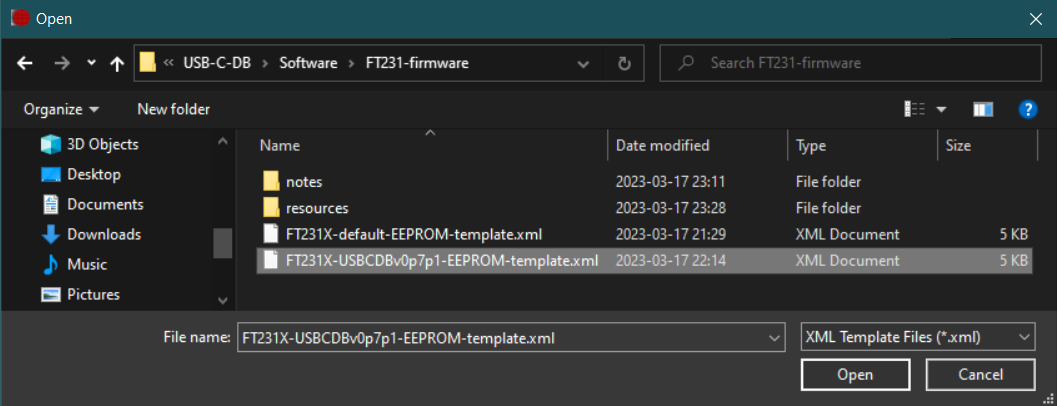 Open
« USB-C-DB > Software > FT231-firmware
Search FT231-firmware
Organize
New folder
3D Objects
Desktop
Documents
Downloads
Music
Pictures
Name Date modified Type Size
notes 2023-03-17 23:11 File folder
resources 2023-03-17 23:28 File folder
FT231X-default-EEPROM-template.xml 2023-03-17 21:29 XML Document 5 KB
FT231X-USBCDBv0p7p1-EEPROM-template.xml 2023-03-17 22:14 XML Document 5 KB
File name: FT231X-USBCDBv0p7p1-EEPROM-template.xml
XML Template Files (*.xml)
Open
Cancel